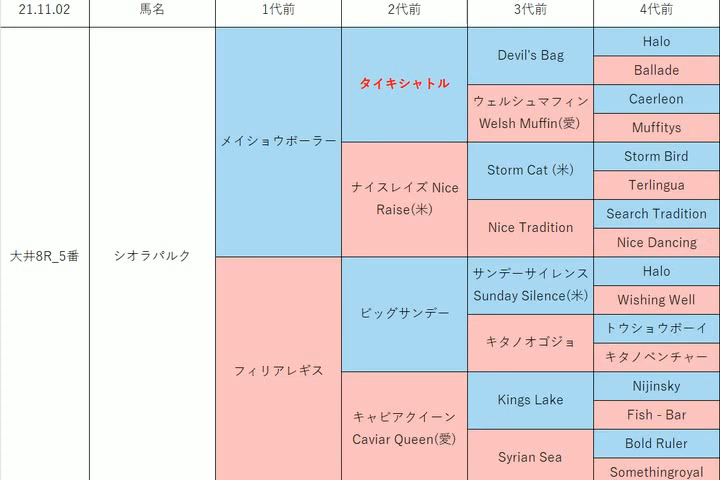 21.11.02 馬名 1代前 2代前 3代前 4代前
大井8R_5番
シオラパルク
メイショウボーラー
タイキシャトル
Devil's Bag
Halo
Ballade
ウェルシュマフィン
Welsh Muffin(愛)
Caerleon
Muffitys
ナイスレイズ Nice
Raise(米)
Storm Cat (米)
Storm Bird
Terlingua
Nice Tradition
Search Tradition
Nice Dancing
フィリアレギス
ビッグサンデー
サンデーサイレンス
Sunday Silence(米)
Halo
Wishing Well
キタノオゴジョ
トウショウボーイ
キタノベンチャー
キャビアクイーン
Caviar Queen(愛)
Kings Lake
Nijinsky
Fish - Bar
Syrian Sea
Bold Ruler
Somethingroyal